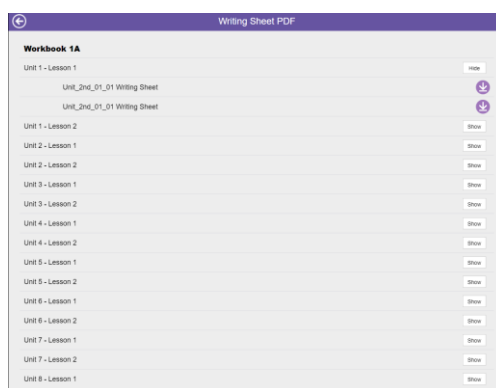 Writing Sheet PDF
Workbook 1A
Unit 1 - Lesson 1 Hide
Unit_2nd_01_01 Writing Sheet
Unit_2nd_01_01 Writing Sheet
Unit 1 - Lesson 2 Show
Unit 2 - Lesson 1 Show
Unit 2 - Lesson 2 Show
Unit 3 - Lesson 1 Show
Unit 3 - Lesson 2 Show
Unit 4 - Lesson 1 Show
Unit 4 - Lesson 2 Show
Unit 5 - Lesson 1 Show
Unit 5 - Lesson 2 Show
Unit 6 - Lesson 1 Show
Unit 6 - Lesson 2 Show
Unit 7 - Lesson 1 Show
Unit 7 - Lesson 2 Show
Unit 8 - Lesson 1 Show